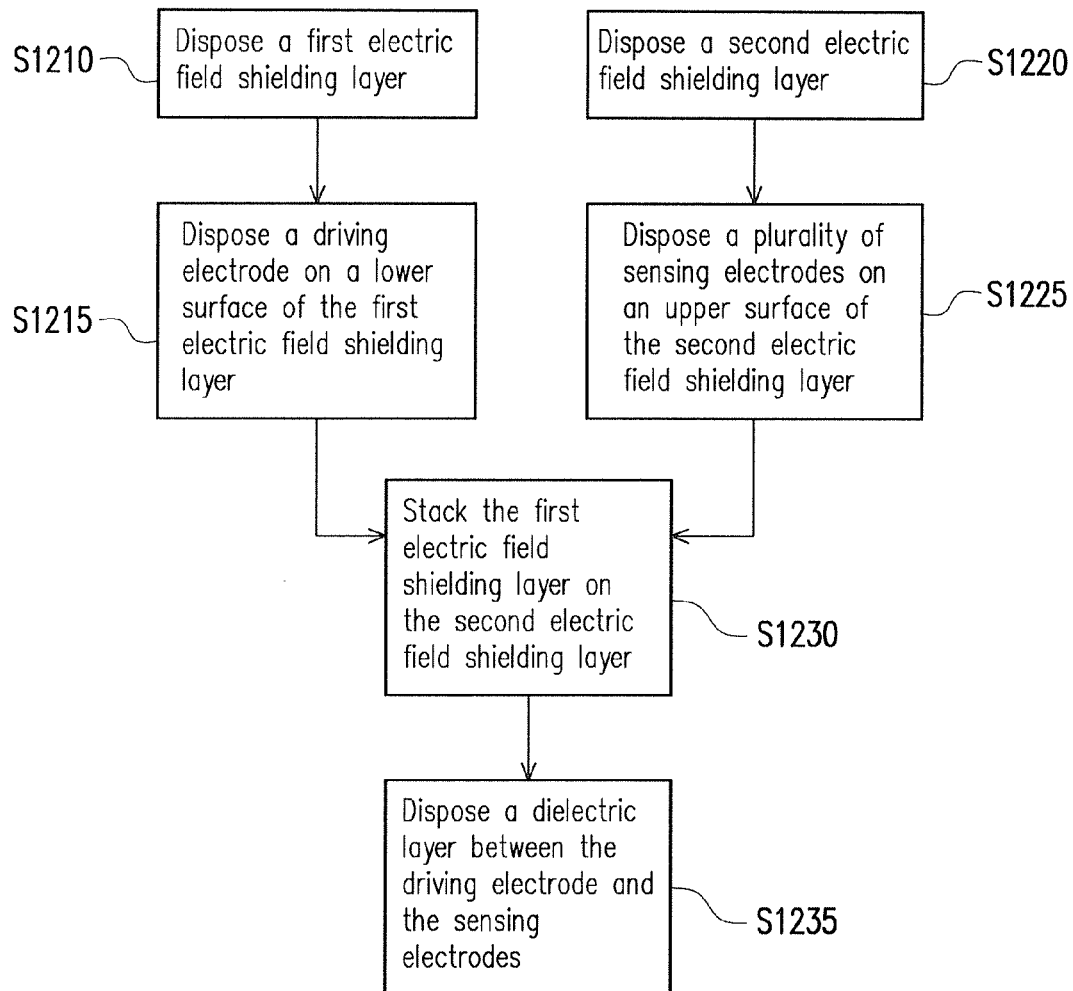 S1210
Dispose a first electric
field shielding layer
Dispose a second electric
field shielding layer
S1220
S1215
Dispose a driving
electrode on a lower
surface of the first
electric field shielding
layer
Dispose a plurality of
sensing electrodes on
an upper surface of
the second electric
field shielding layer
S1225
Stack the first
electric field
shielding layer on
the second electric
field shielding layer
S1230
Dispose a dielectric
layer between the
driving electrode and
the sensing
electrodes
S1235